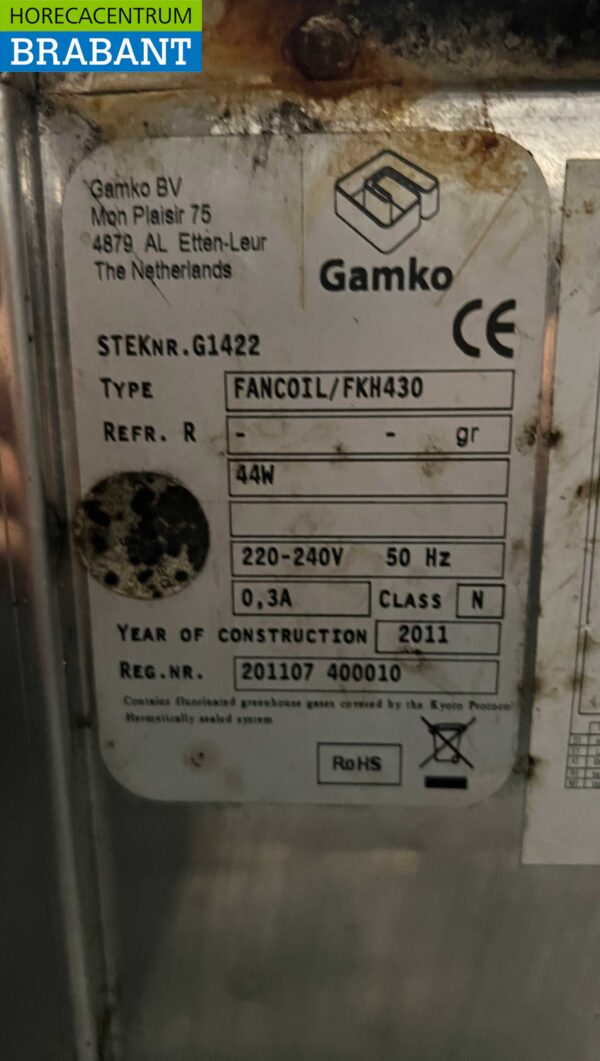 HORECACENTRUM
BRABANT
Gamko BV
Mon Plaisir 75
4879 AL Etten-Leur
The Netherlands
Gamko
CE
STEKNR.G1422
TYPE FANCOIL/FKH430
REFR. R - - gr
44W
220-240V 50 Hz
0,3A CLASS N
YEAR OF CONSTRUCTION 2011
REG.NR. 201107 400010
Contains fluorinated greenhouse gases covered by the Kyoto Protocol
Hermetically sealed system
RoHS